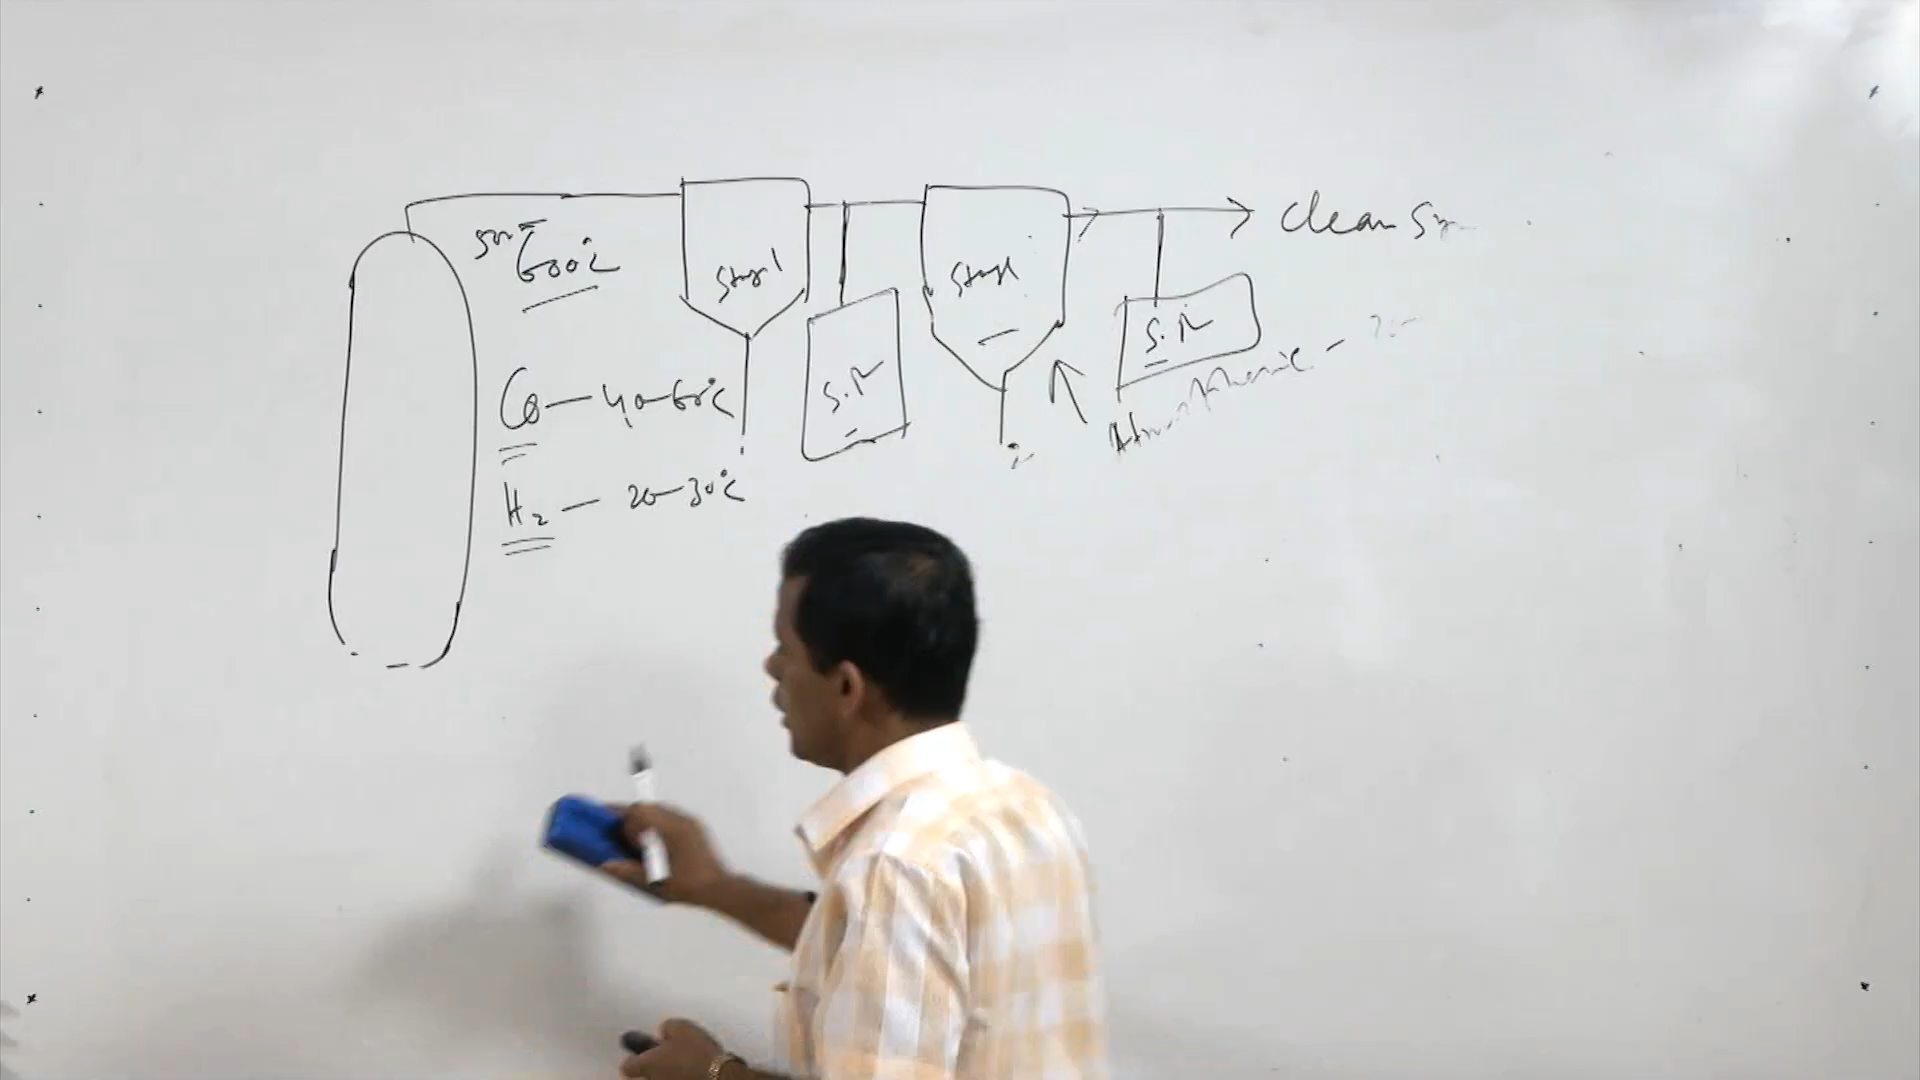 600°C
Stage 1
Stage
clean
S.P
S.P
Co — 40-60°C
H2 — 20-30°C